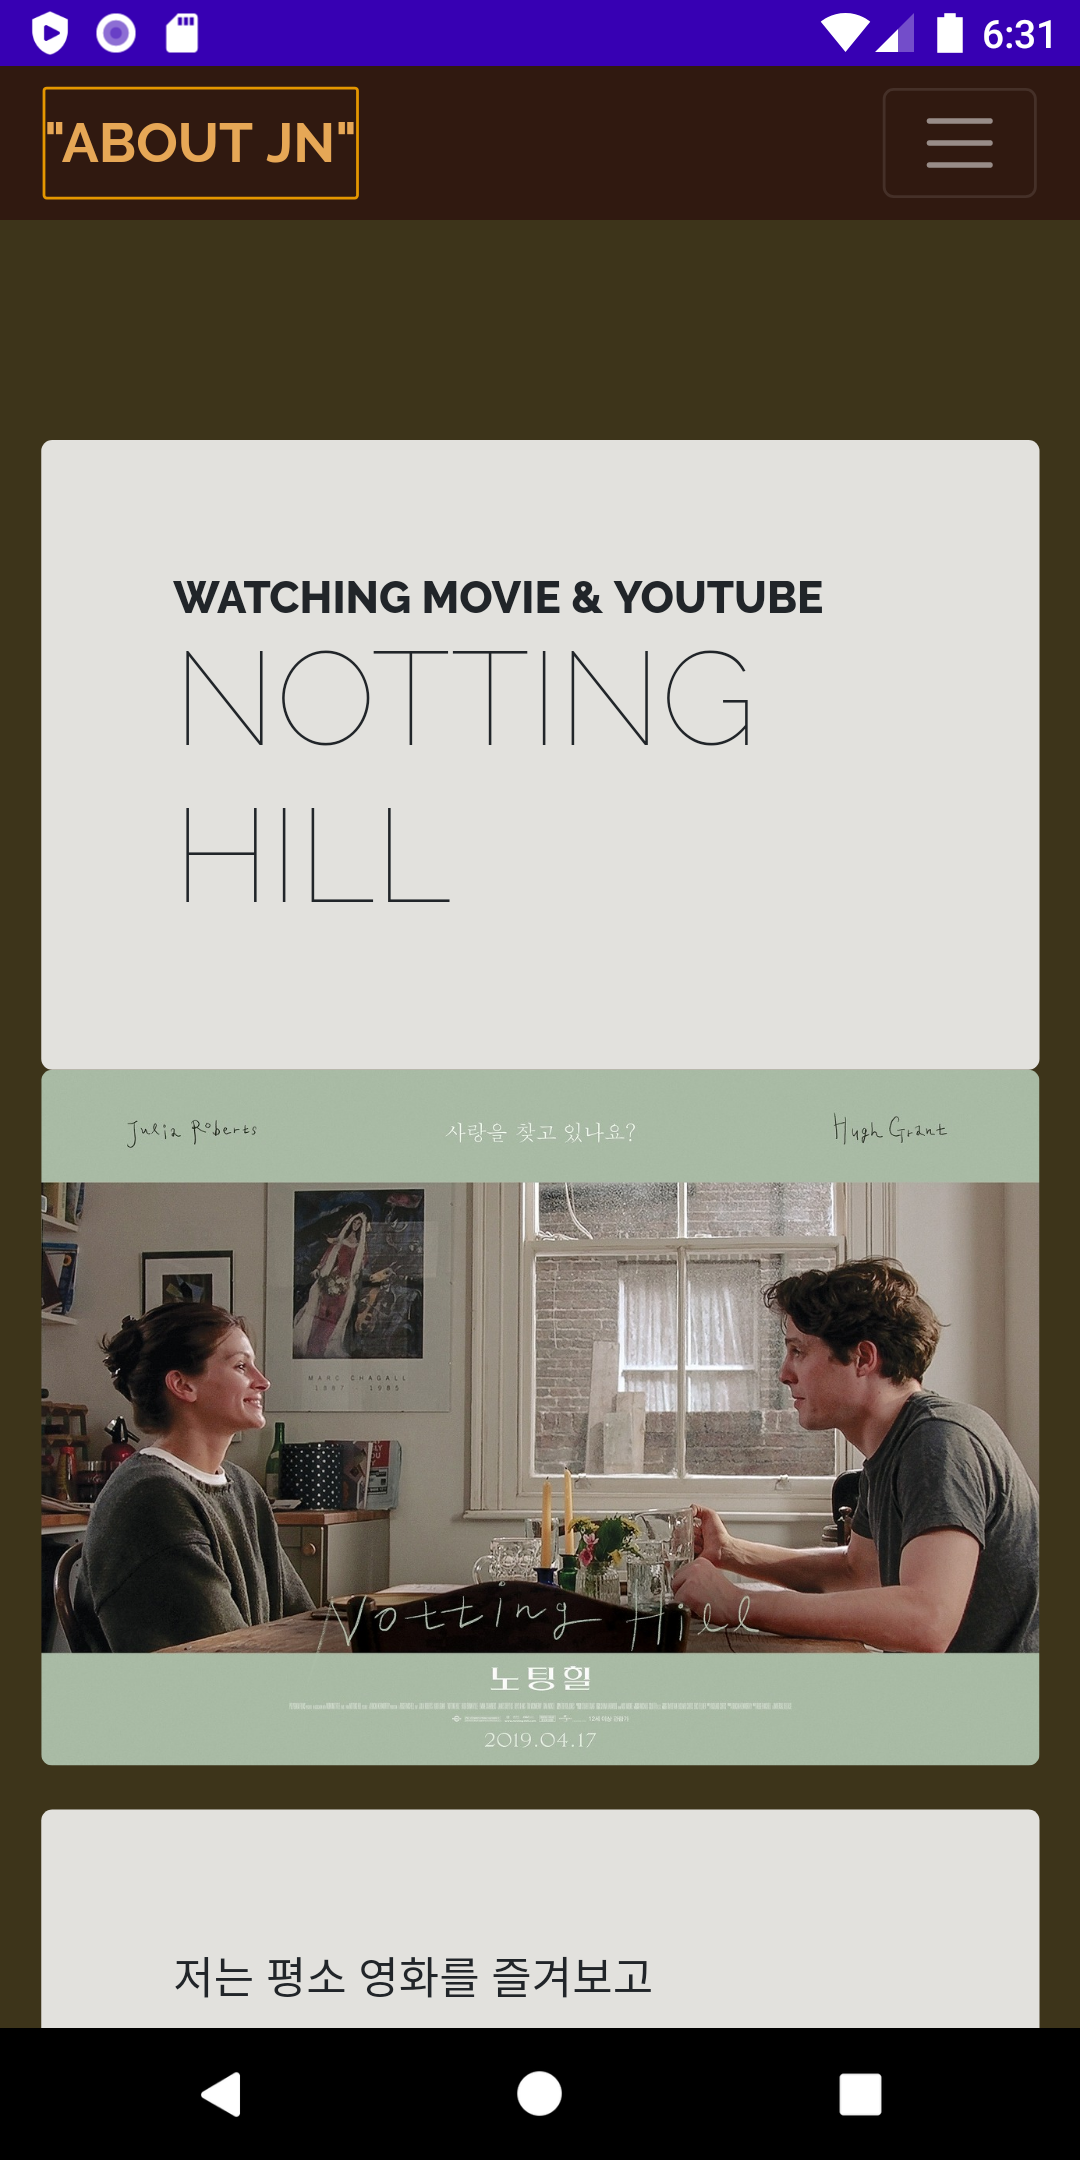 6:31
"ABOUT JN"
WATCHING MOVIE & YOUTUBE
NOTTING
HILL
Julia Roberts
사랑을 찾고 있나요?
Hugh Grant
MARC CHAGALL
1887 - 1985
Notting Hill
노팅힐
2019.04.17
저는 평소 영화를 즐겨보고